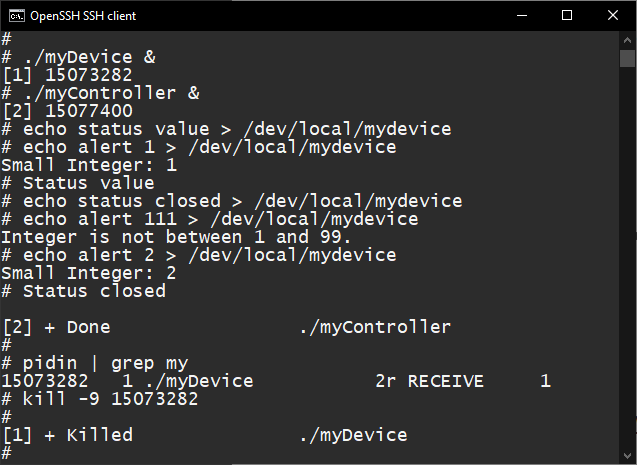 OpenSSH SSH client
#
# ./myDevice &
[1] 15073282
# ./myController &
[2] 15077400
# echo status value > /dev/local/mydevice
# echo alert 1 > /dev/local/mydevice
Small Integer: 1
# Status value
# echo status closed > /dev/local/mydevice
# echo alert 111 > /dev/local/mydevice
Integer is not between 1 and 99.
# echo alert 2 > /dev/local/mydevice
Small Integer: 2
# Status closed

[2] + Done                 ./myController
#
# pidin | grep my
15073282   1 ./myDevice           2r RECEIVE     1
# kill -9 15073282
#
[1] + Killed               ./myDevice
#